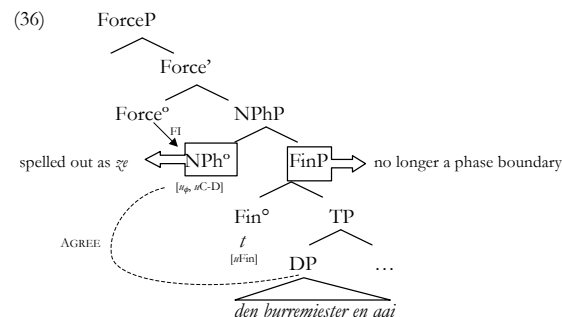 (36) ForceP
Force'
Force° NPhP
FI
spelled out as ze NPh° FinP no longer a phase boundary
[uφ, uC-D]
Fin° TP
AGREE t
[uFin] DP …
den burremiester en aai